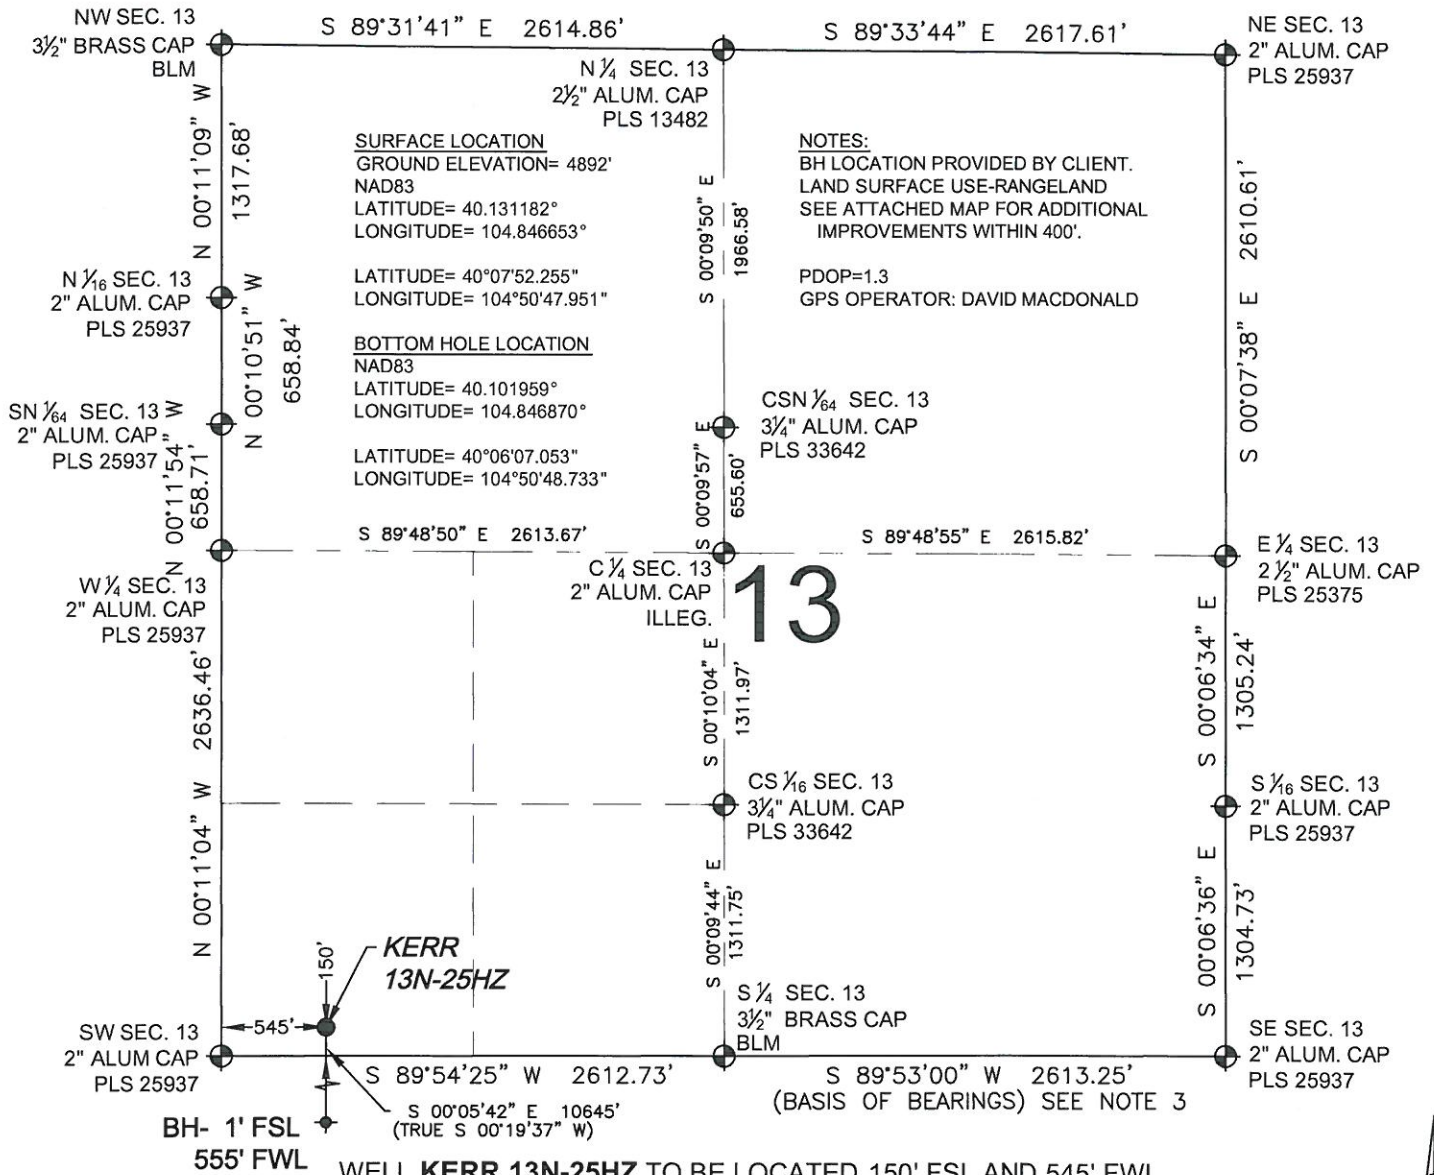 S 89°31'41" E 2614.86'
S 89°33'44" E 2617.61'
NW SEC. 13
3½" BRASS CAP
BLM
N ¼ SEC. 13
2½" ALUM. CAP
PLS 13482
NE SEC. 13
2" ALUM. CAP
PLS 25937
N 00°11'09" W
1317.68'
SURFACE LOCATION
GROUND ELEVATION= 4892'
NAD83
LATITUDE= 40.131182°
LONGITUDE= 104.846653°
LATITUDE= 40°07'52.255"
LONGITUDE= 104°50'47.951"
BOTTOM HOLE LOCATION
NAD83
LATITUDE= 40.101959°
LONGITUDE= 104.846870°
LATITUDE= 40°06'07.053"
LONGITUDE= 104°50'48.733"
S 00°09'50" E
1966.58'
NOTES:
BH LOCATION PROVIDED BY CLIENT.
LAND SURFACE USE-RANGELAND
SEE ATTACHED MAP FOR ADDITIONAL
IMPROVEMENTS WITHIN 400'.
PDOP=1.3
GPS OPERATOR: DAVID MACDONALD
S 00°07'38" E 2610.61'
N 1⁄16 SEC. 13
2" ALUM. CAP
PLS 25937
N 00°10'51" W
658.84'
SN 1⁄64 SEC. 13
2" ALUM. CAP
PLS 25937
N 00°11'54" W
658.71'
CSN 1⁄64 SEC. 13
3¼" ALUM. CAP
PLS 33642
S 00°09'57" E
655.60'
S 89°48'50" E 2613.67'
S 89°48'55" E 2615.82'
W ¼ SEC. 13
2" ALUM. CAP
PLS 25937
C ¼ SEC. 13
2" ALUM. CAP
ILLEG.
13
E ¼ SEC. 13
2 ½" ALUM. CAP
PLS 25375
N 00°11'04" W 2636.46'
S 00°10'04" E
1311.97'
S 00°06'34" E
1305.24'
CS 1⁄16 SEC. 13
3¼" ALUM. CAP
PLS 33642
S 1⁄16 SEC. 13
2" ALUM. CAP
PLS 25937
S 00°09'44" E
1311.75'
S 00°06'36" E
1304.73'
KERR
13N-25HZ
150'
545'
SW SEC. 13
2" ALUM CAP
PLS 25937
S ¼ SEC. 13
3½" BRASS CAP
BLM
SE SEC. 13
2" ALUM. CAP
PLS 25937
S 89°54'25" W 2612.73'
S 89°53'00" W 2613.25'
(BASIS OF BEARINGS) SEE NOTE 3
S 00°05'42" E 10645'
(TRUE S 00°19'37" W)
BH- 1' FSL
555' FWL
WELL KERR 13N-25HZ TO BE LOCATED 150' FSL AND 545' FWL